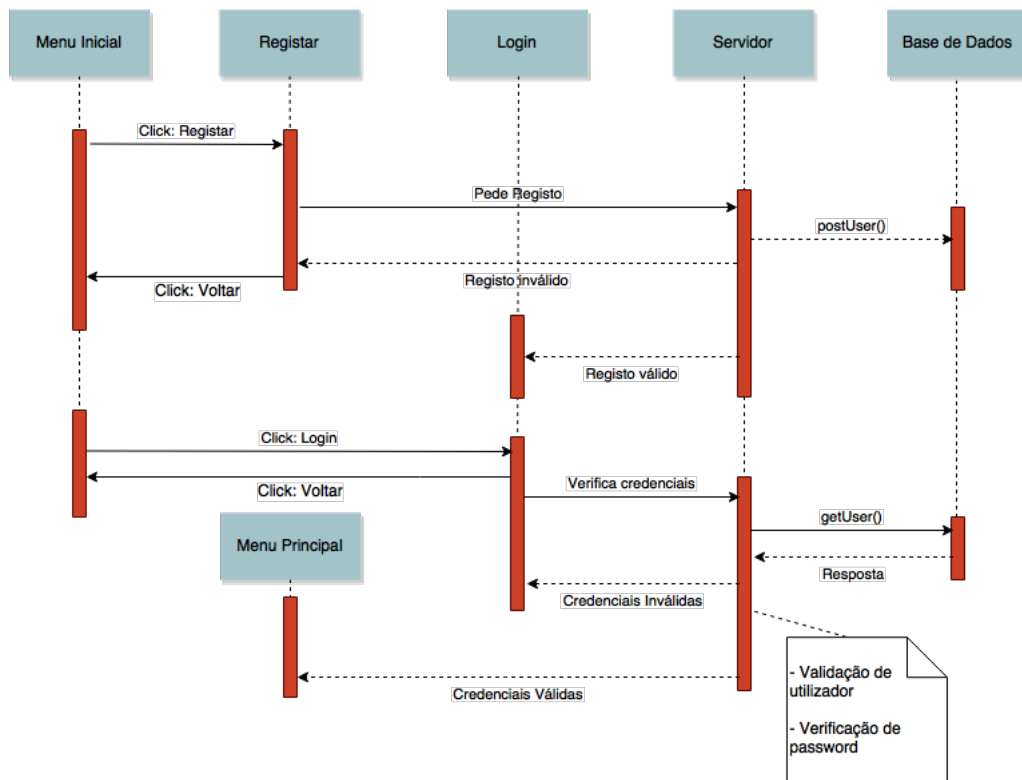 Menu Inicial
Registar
Login
Servidor
Base de Dados
Click: Registar
Pede Registo
postUser()
Registo inválido
Click: Voltar
Registo válido
Click: Login
Click: Voltar
Verifica credenciais
getUser()
Menu Principal
Resposta
Credenciais Inválidas
- Validação de
utilizador
Credenciais Válidas
- Verificação de
password